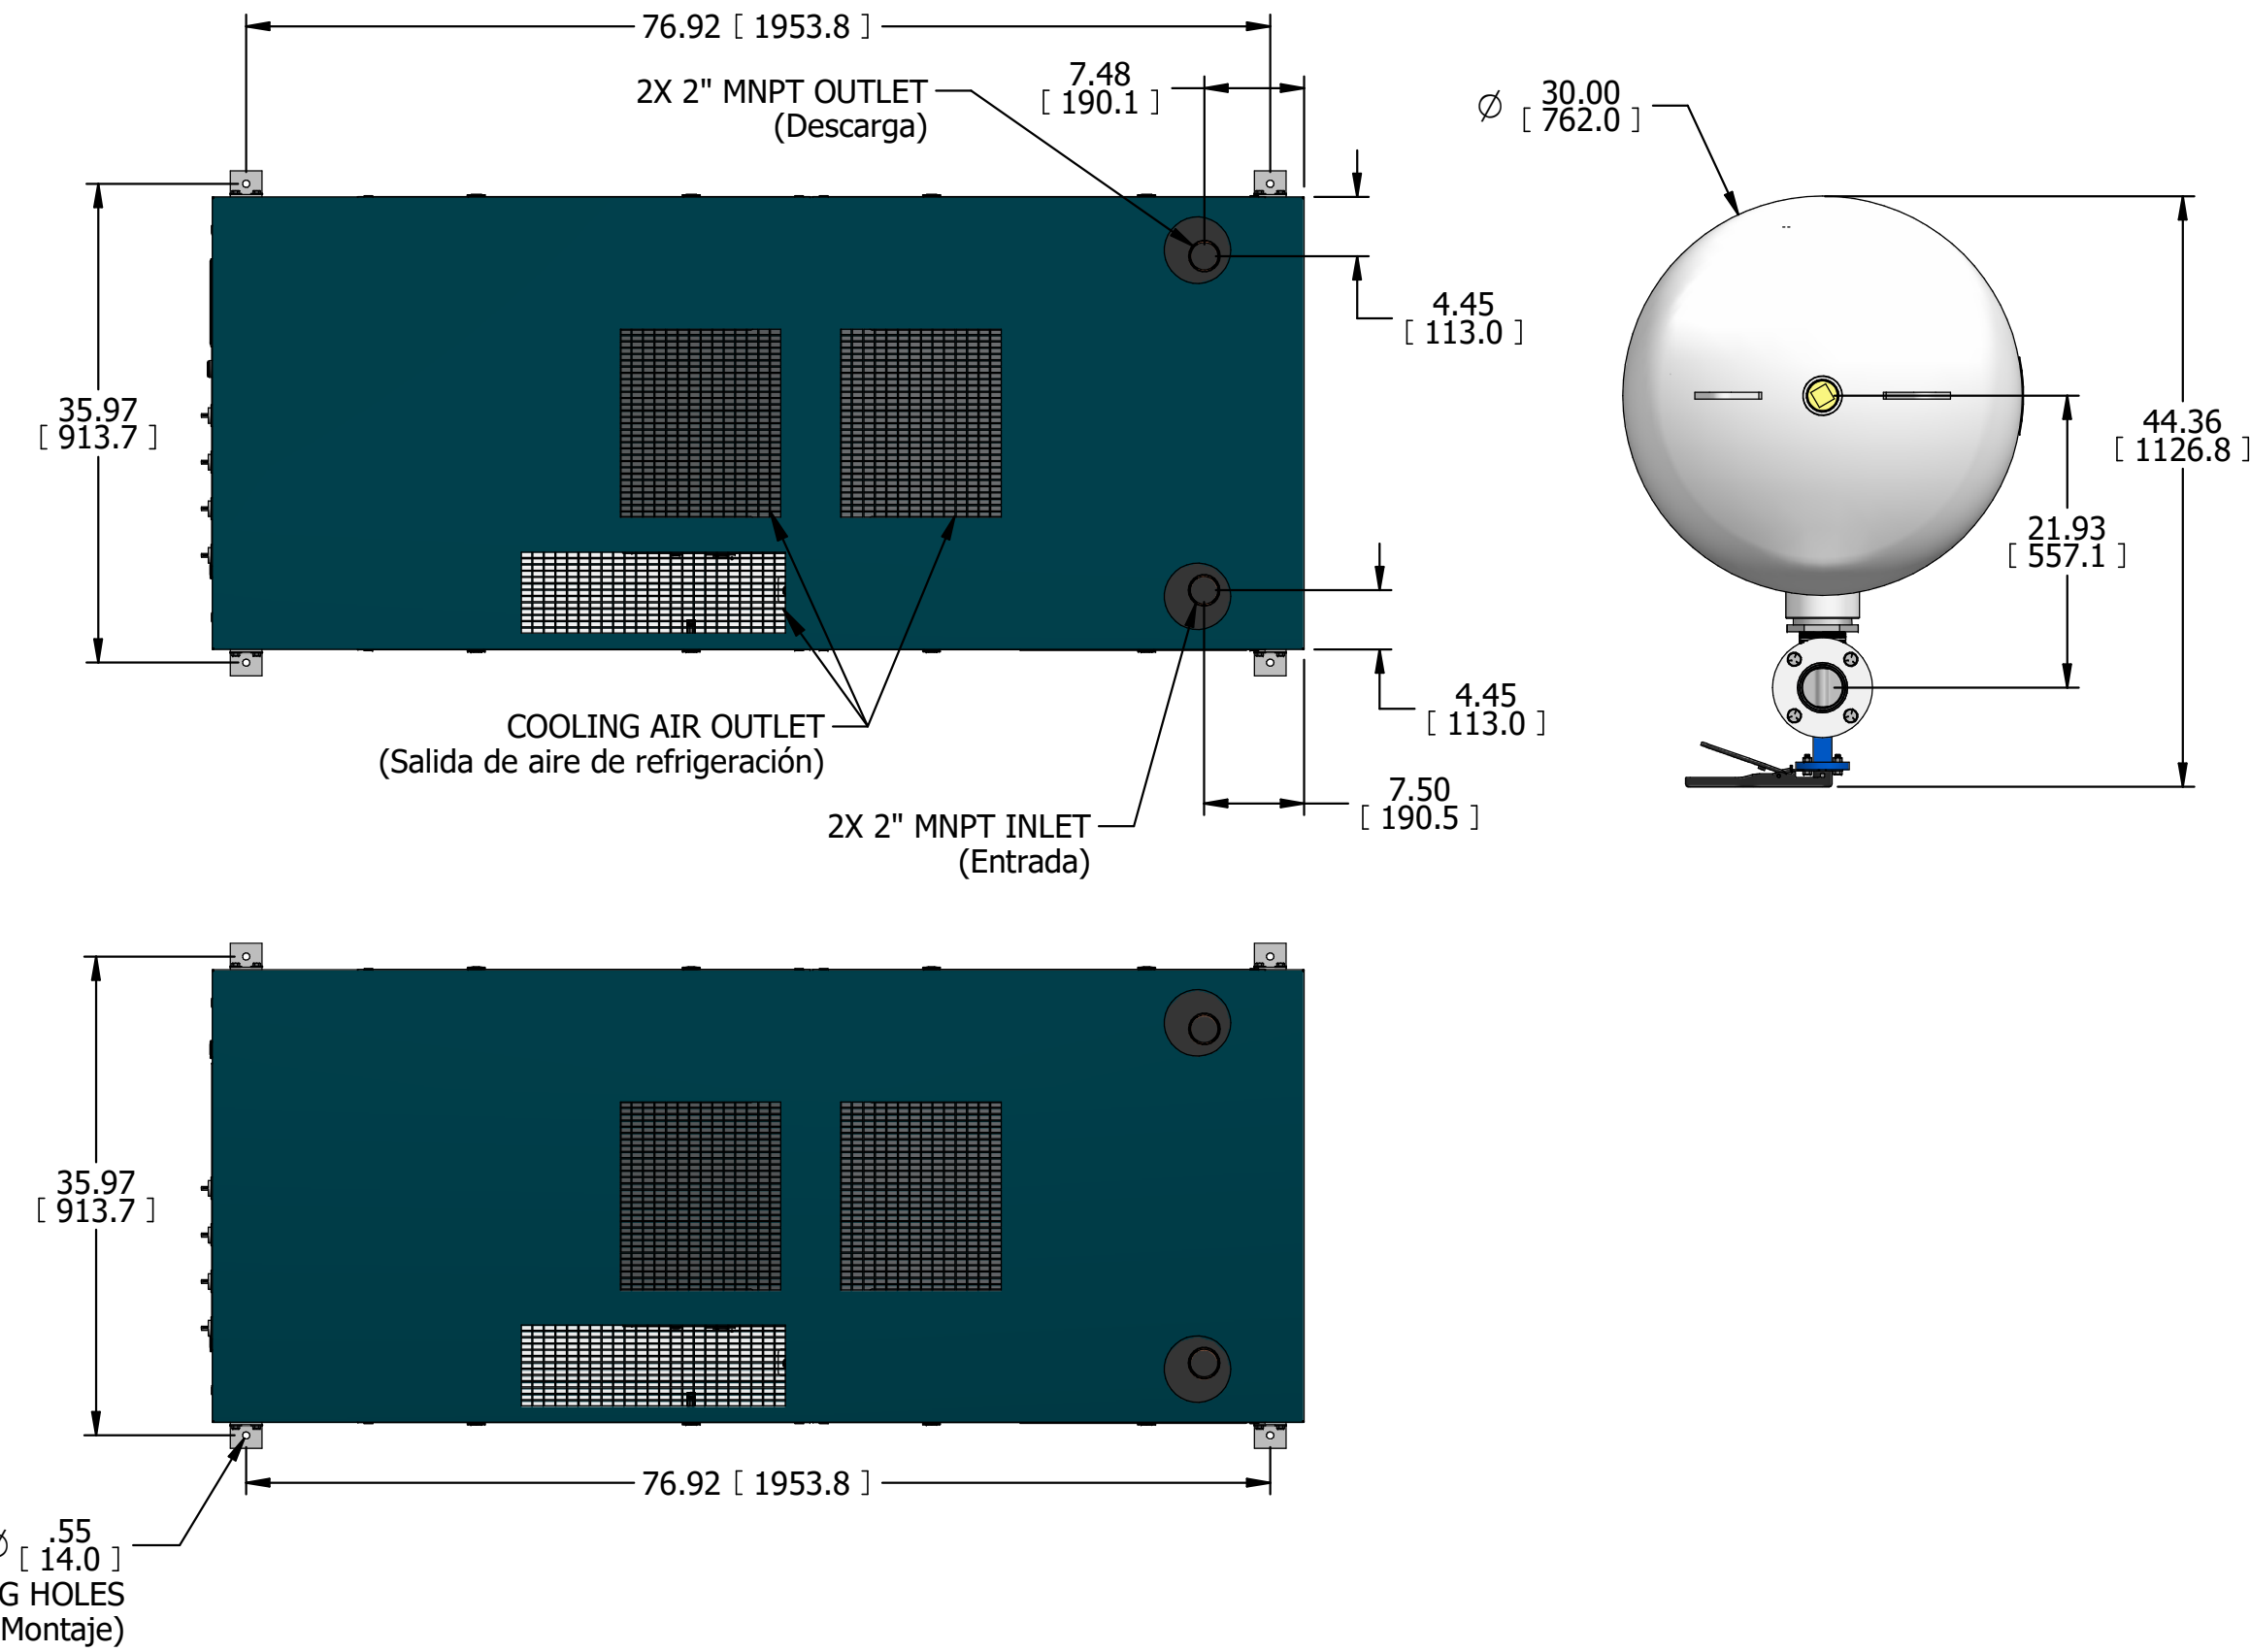 76.92 [ 1953.8 ]
2X 2" MNPT OUTLET
(Descarga)
7.48
[ 190.1 ]
Ø 30.00
[ 762.0 ]
4.45
[ 113.0 ]
35.97
[ 913.7 ]
44.36
[ 1126.8 ]
21.93
[ 557.1 ]
COOLING AIR OUTLET
(Salida de aire de refrigeración)
4.45
[ 113.0 ]
7.50
[ 190.5 ]
2X 2" MNPT INLET
(Entrada)
35.97
[ 913.7 ]
76.92 [ 1953.8 ]
Ø .55
[ 14.0 ]
G HOLES
Montaje)